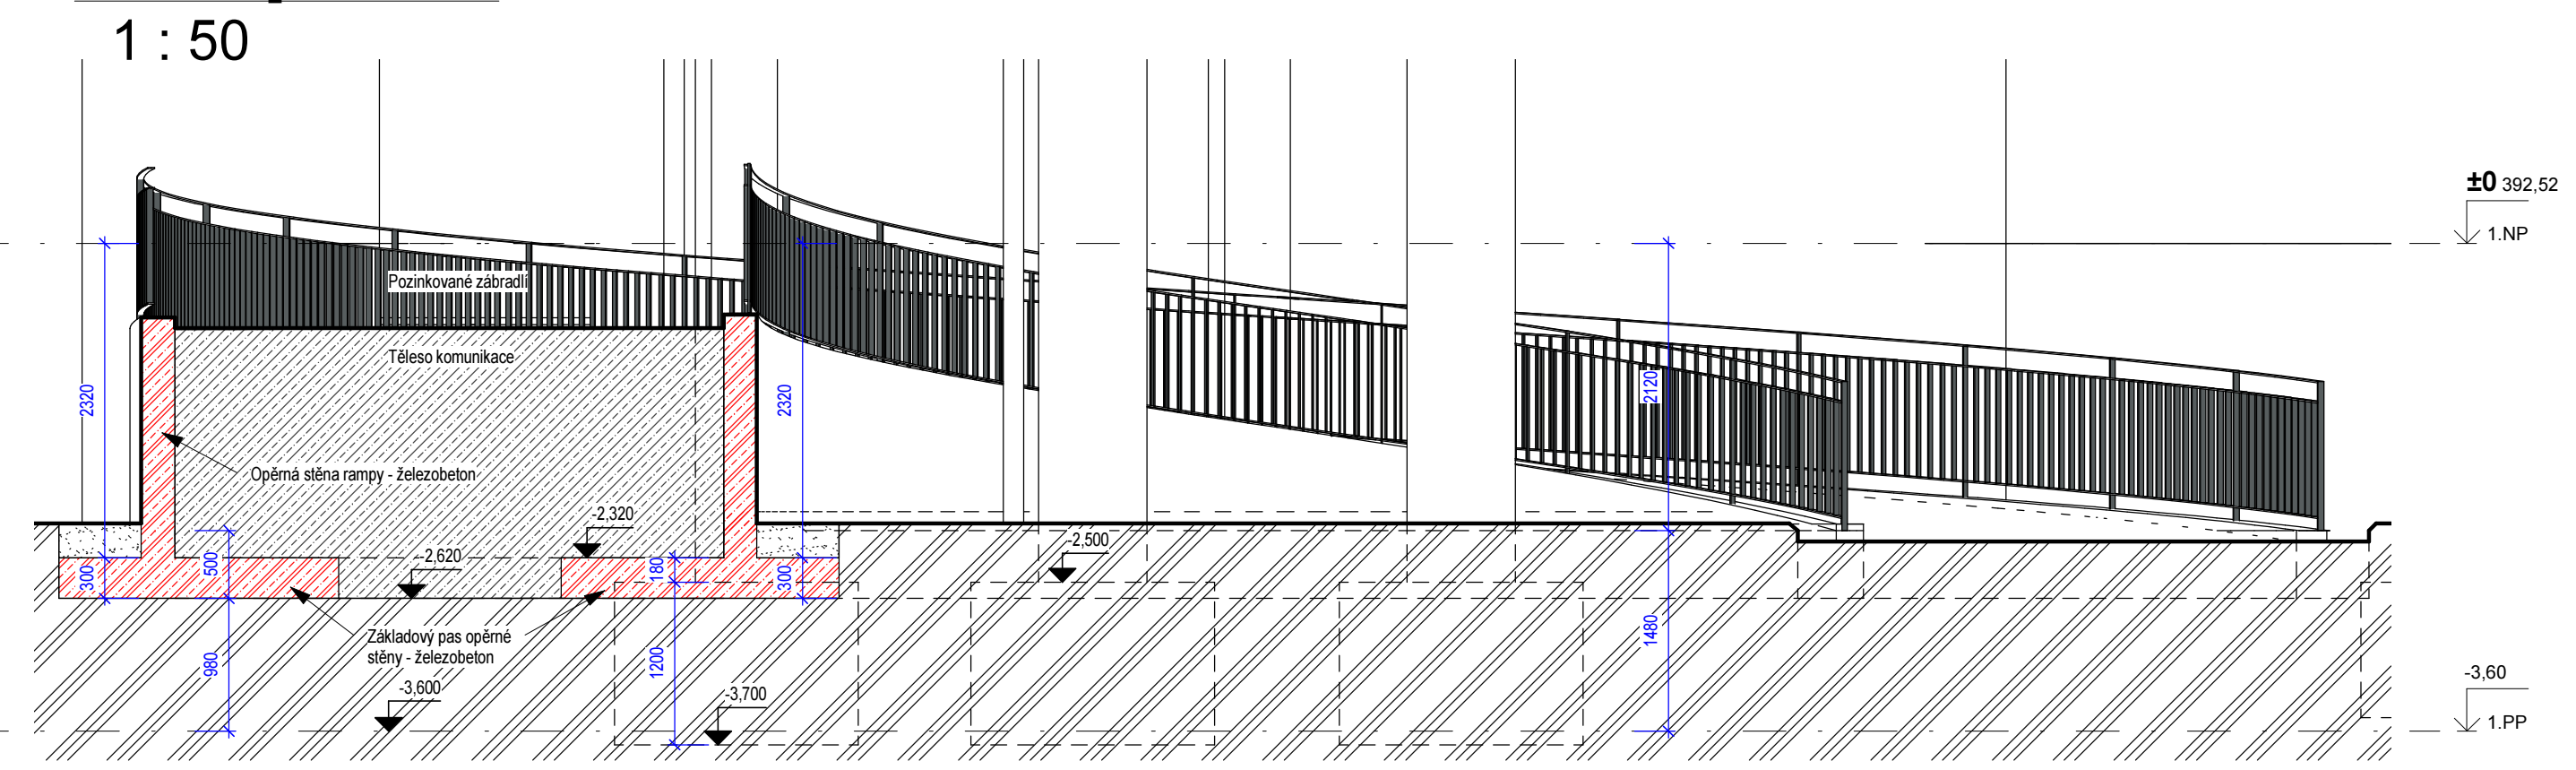 1 : 50
±0 392,52
1.NP
Pozinkované zábradlí
Těleso komunikace
2320
2320
2120
Opěrná stěna rampy - železobeton
-2,320
-2,620
-2,500
500
300
180
300
Základový pas opěrné
stěny - železobeton
980
1200
1480
-3,600
-3,700
-3,60
1.PP